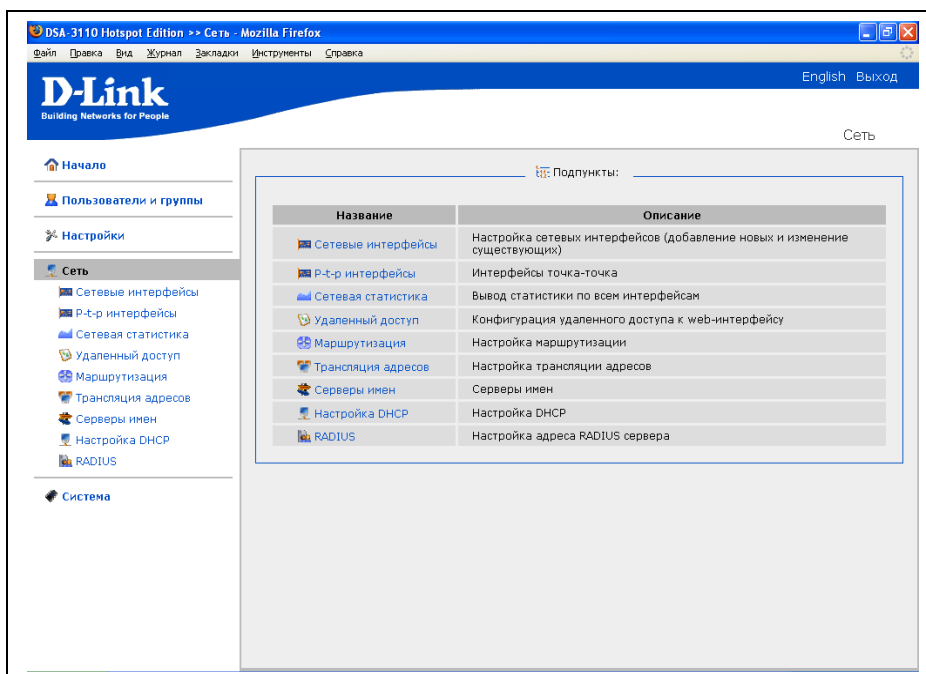 DSA-3110 Hotspot Edition >> Сеть - Mozilla Firefox
Файл Правка Вид Журнал Закладки Инструменты Справка
English Выход
D-Link
Building Networks for People
Сеть
Начало
Пользователи и группы
Настройки
Сеть
Сетевые интерфейсы
P-t-p интерфейсы
Сетевая статистика
Удаленный доступ
Маршрутизация
Трансляция адресов
Серверы имен
Настройка DHCP
RADIUS
Система
Подпункты:
Название Описание
Сетевые интерфейсы Настройка сетевых интерфейсов (добавление новых и изменение
существующих)
P-t-p интерфейсы Интерфейсы точка-точка
Сетевая статистика Вывод статистики по всем интерфейсам
Удаленный доступ Конфигурация удаленного доступа к web-интерфейсу
Маршрутизация Настройка маршрутизации
Трансляция адресов Настройка трансляции адресов
Серверы имен Серверы имен
Настройка DHCP Настройка DHCP
RADIUS Настройка адреса RADIUS сервера